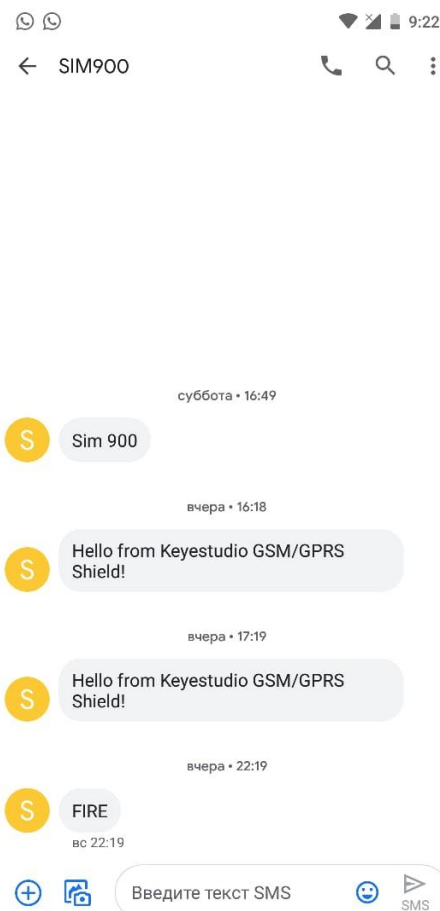 9:22
SIM900
суббота • 16:49
S
Sim 900
вчера • 16:18
S
Hello from Keyestudio GSM/GPRS
Shield!
вчера • 17:19
S
Hello from Keyestudio GSM/GPRS
Shield!
вчера • 22:19
S
FIRE
вс 22:19
Введите текст SMS
SMS